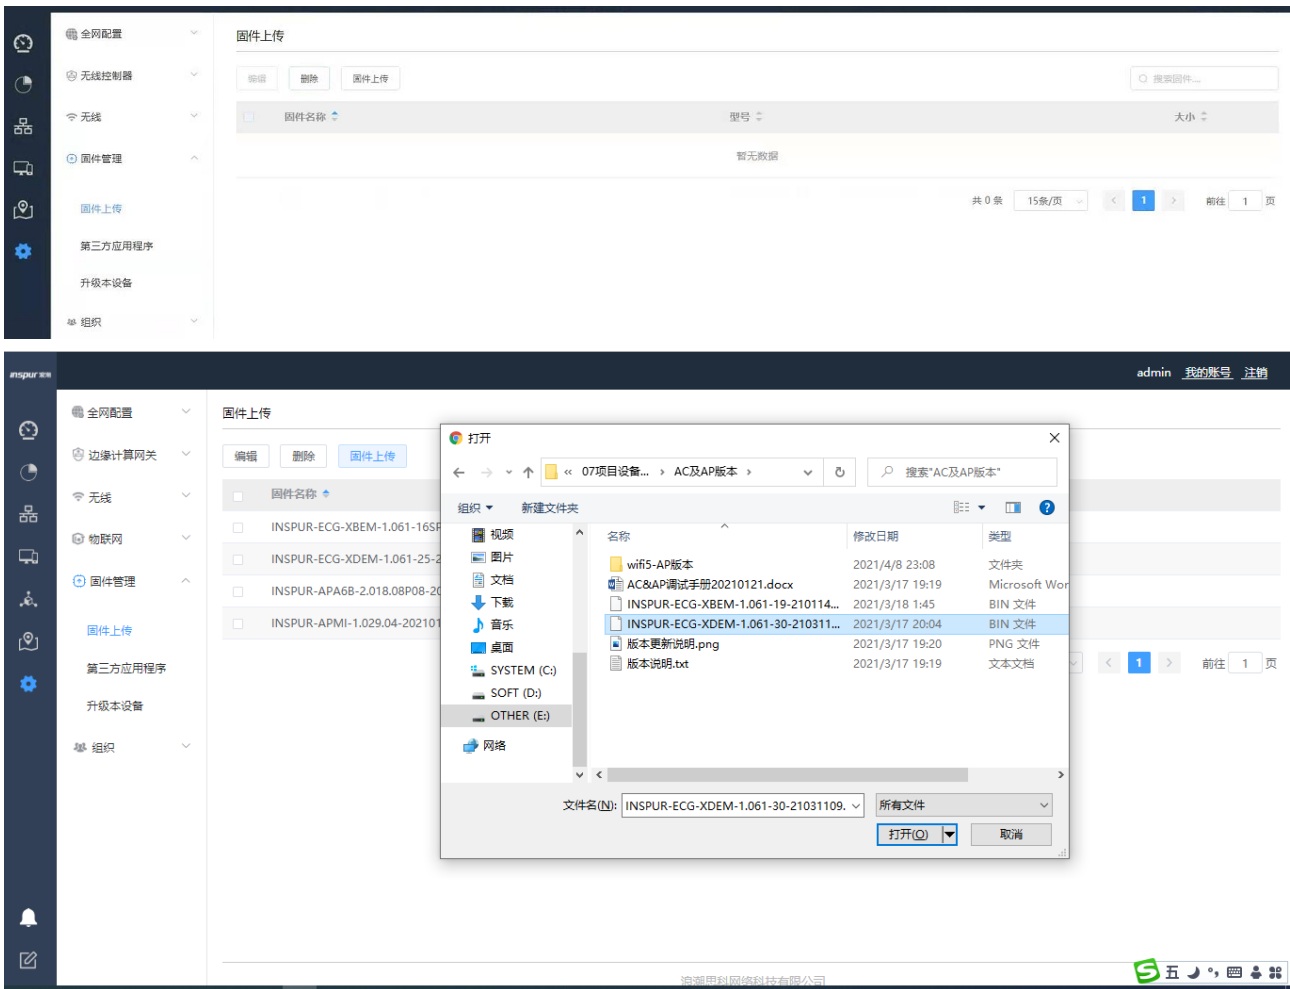 全网配置
固件上传
无线控制器
编辑 删除 固件上传 搜索固件...
无线
固件名称 型号 大小
固件管理
暂无数据
固件上传
共 0 条 15条/页 1 前往 1 页
第三方应用程序
升级本设备
组织
inspur 浪潮
admin 我的账号 注销
全网配置
固件上传
边缘计算网关
编辑 删除 固件上传
无线
固件名称
物联网
INSPUR-ECG-XBEM-1.061-16SP
固件管理
INSPUR-ECG-XDEM-1.061-25-2
INSPUR-APA6B-2.018.08P08-20
固件上传
INSPUR-APMI-1.029.04-202101
第三方应用程序
前往 1 页
1
升级本设备
组织
打开
« 07项目设备... › AC及AP版本 ›
搜索"AC及AP版本"
组织 新建文件夹
视频
图片
文档
下载
音乐
桌面
SYSTEM (C:)
SOFT (D:)
OTHER (E:)
网络
名称 修改日期 类型
wifi5-AP版本 2021/4/8 23:08 文件夹
AC&AP调试手册20210121.docx 2021/3/17 19:19 Microsoft Wor
INSPUR-ECG-XBEM-1.061-19-210114... 2021/3/18 1:45 BIN 文件
INSPUR-ECG-XDEM-1.061-30-210311... 2021/3/17 20:04 BIN 文件
版本更新说明.png 2021/3/17 19:20 PNG 文件
版本说明.txt 2021/3/17 19:19 文本文档
文件名(N): INSPUR-ECG-XDEM-1.061-30-21031109. 所有文件
打开(O) 取消
浪潮思科网络科技有限公司
五